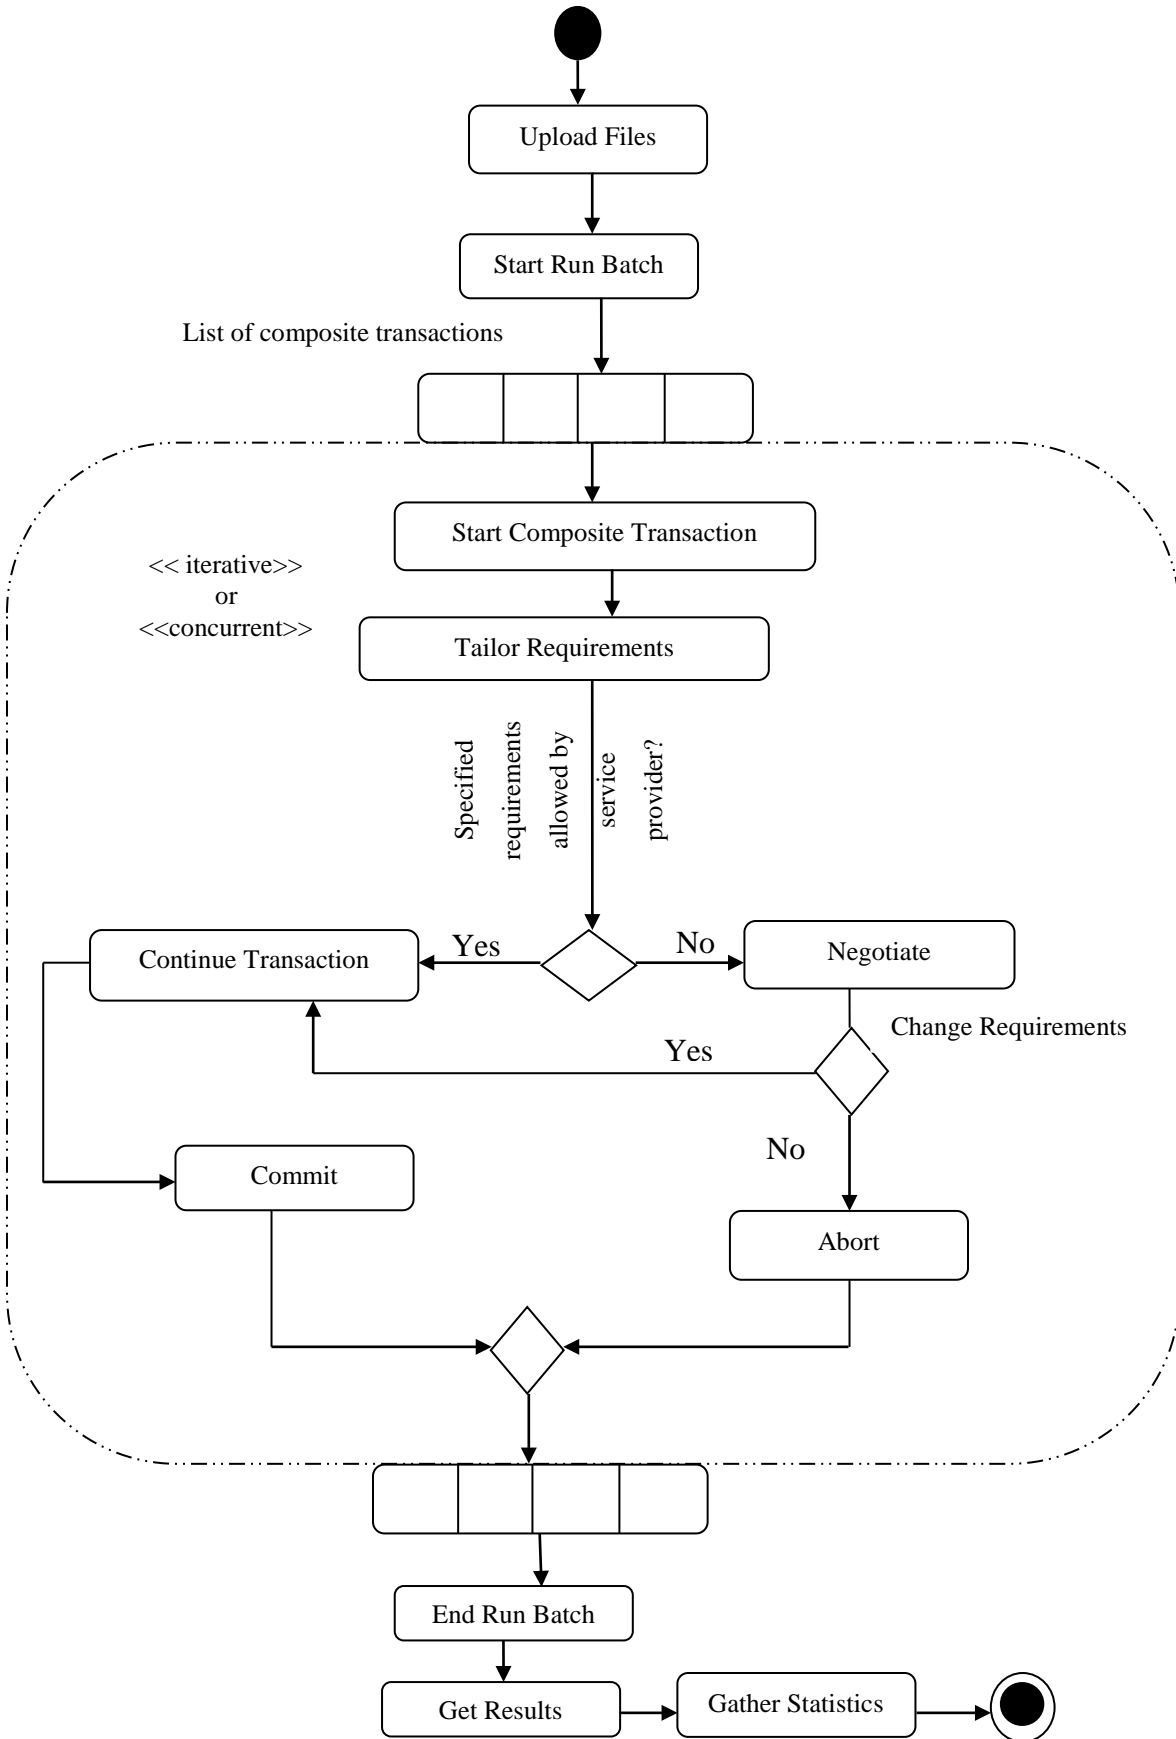 Upload Files
Start Run Batch
List of composite transactions
Start Composite Transaction
<< iterative>>
or
<<concurrent>>
Tailor Requirements
Specified
requirements
allowed by
service
provider?
Continue Transaction
Yes
No
Negotiate
Change Requirements
Yes
No
Commit
Abort
End Run Batch
Get Results
Gather Statistics